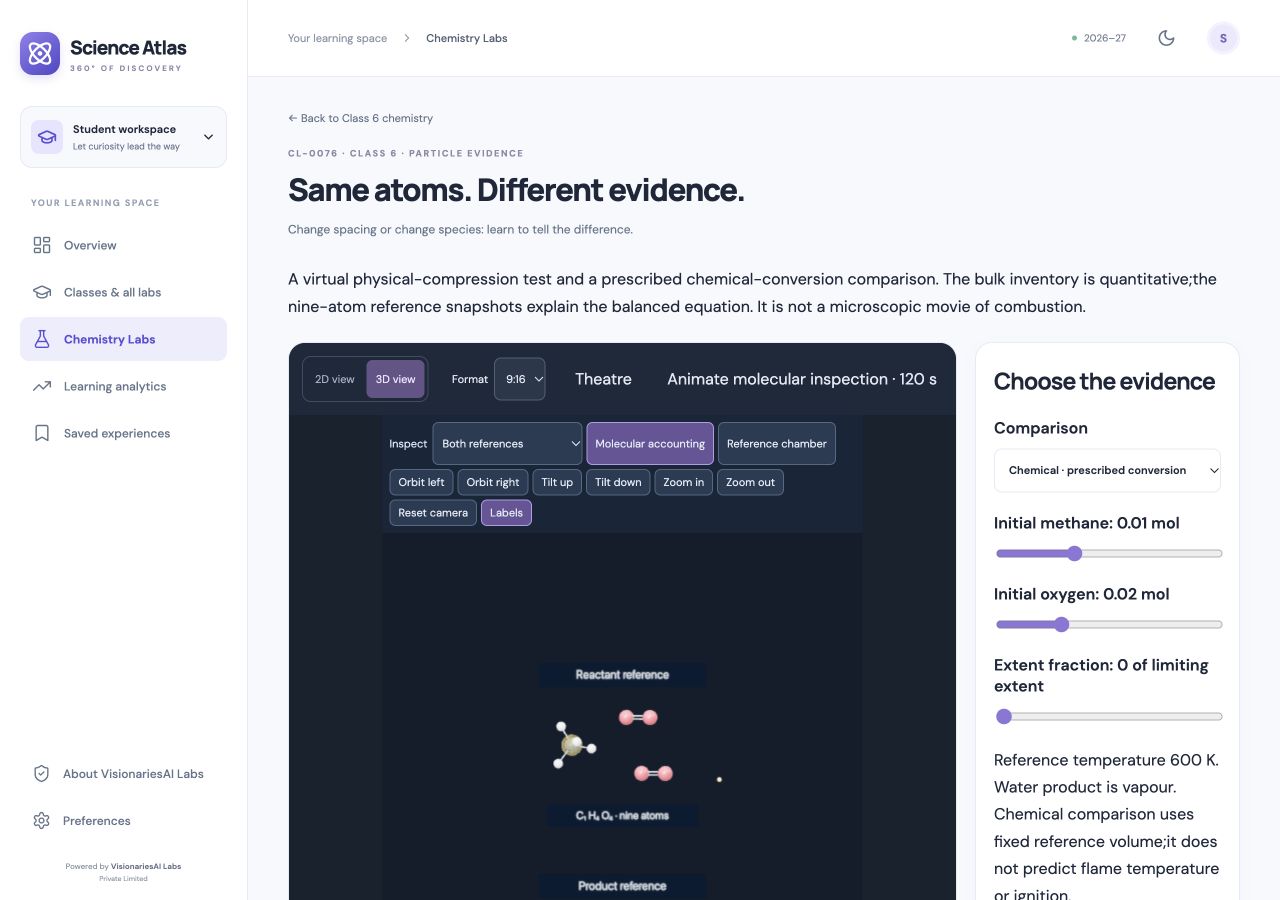 Science Atlas
360° OF DISCOVERY
Student workspace
Let curiosity lead the way
YOUR LEARNING SPACE
Overview
Classes & all labs
Chemistry Labs
Learning analytics
Saved experiences
About VisionariesAI Labs
Preferences
Powered by VisionariesAI Labs
Private Limited
Your learning space > Chemistry Labs
2026–27
S
← Back to Class 6 chemistry
CL-0076 · CLASS 6 · PARTICLE EVIDENCE
Same atoms. Different evidence.
Change spacing or change species: learn to tell the difference.
A virtual physical-compression test and a prescribed chemical-conversion comparison. The bulk inventory is quantitative;the
nine-atom reference snapshots explain the balanced equation. It is not a microscopic movie of combustion.
2D view 3D view Format 9:16 Theatre Animate molecular inspection · 120 s
Inspect Both references Molecular accounting Reference chamber
Orbit left Orbit right Tilt up Tilt down Zoom in Zoom out
Reset camera Labels
Reactant reference
C₁ H₄ O₄ · nine atoms
Product reference
Choose the evidence
Comparison
Chemical · prescribed conversion
Initial methane: 0.01 mol
Initial oxygen: 0.02 mol
Extent fraction: 0 of limiting
extent
Reference temperature 600 K.
Water product is vapour.
Chemical comparison uses
fixed reference volume;it does
not predict flame temperature
or ignition.